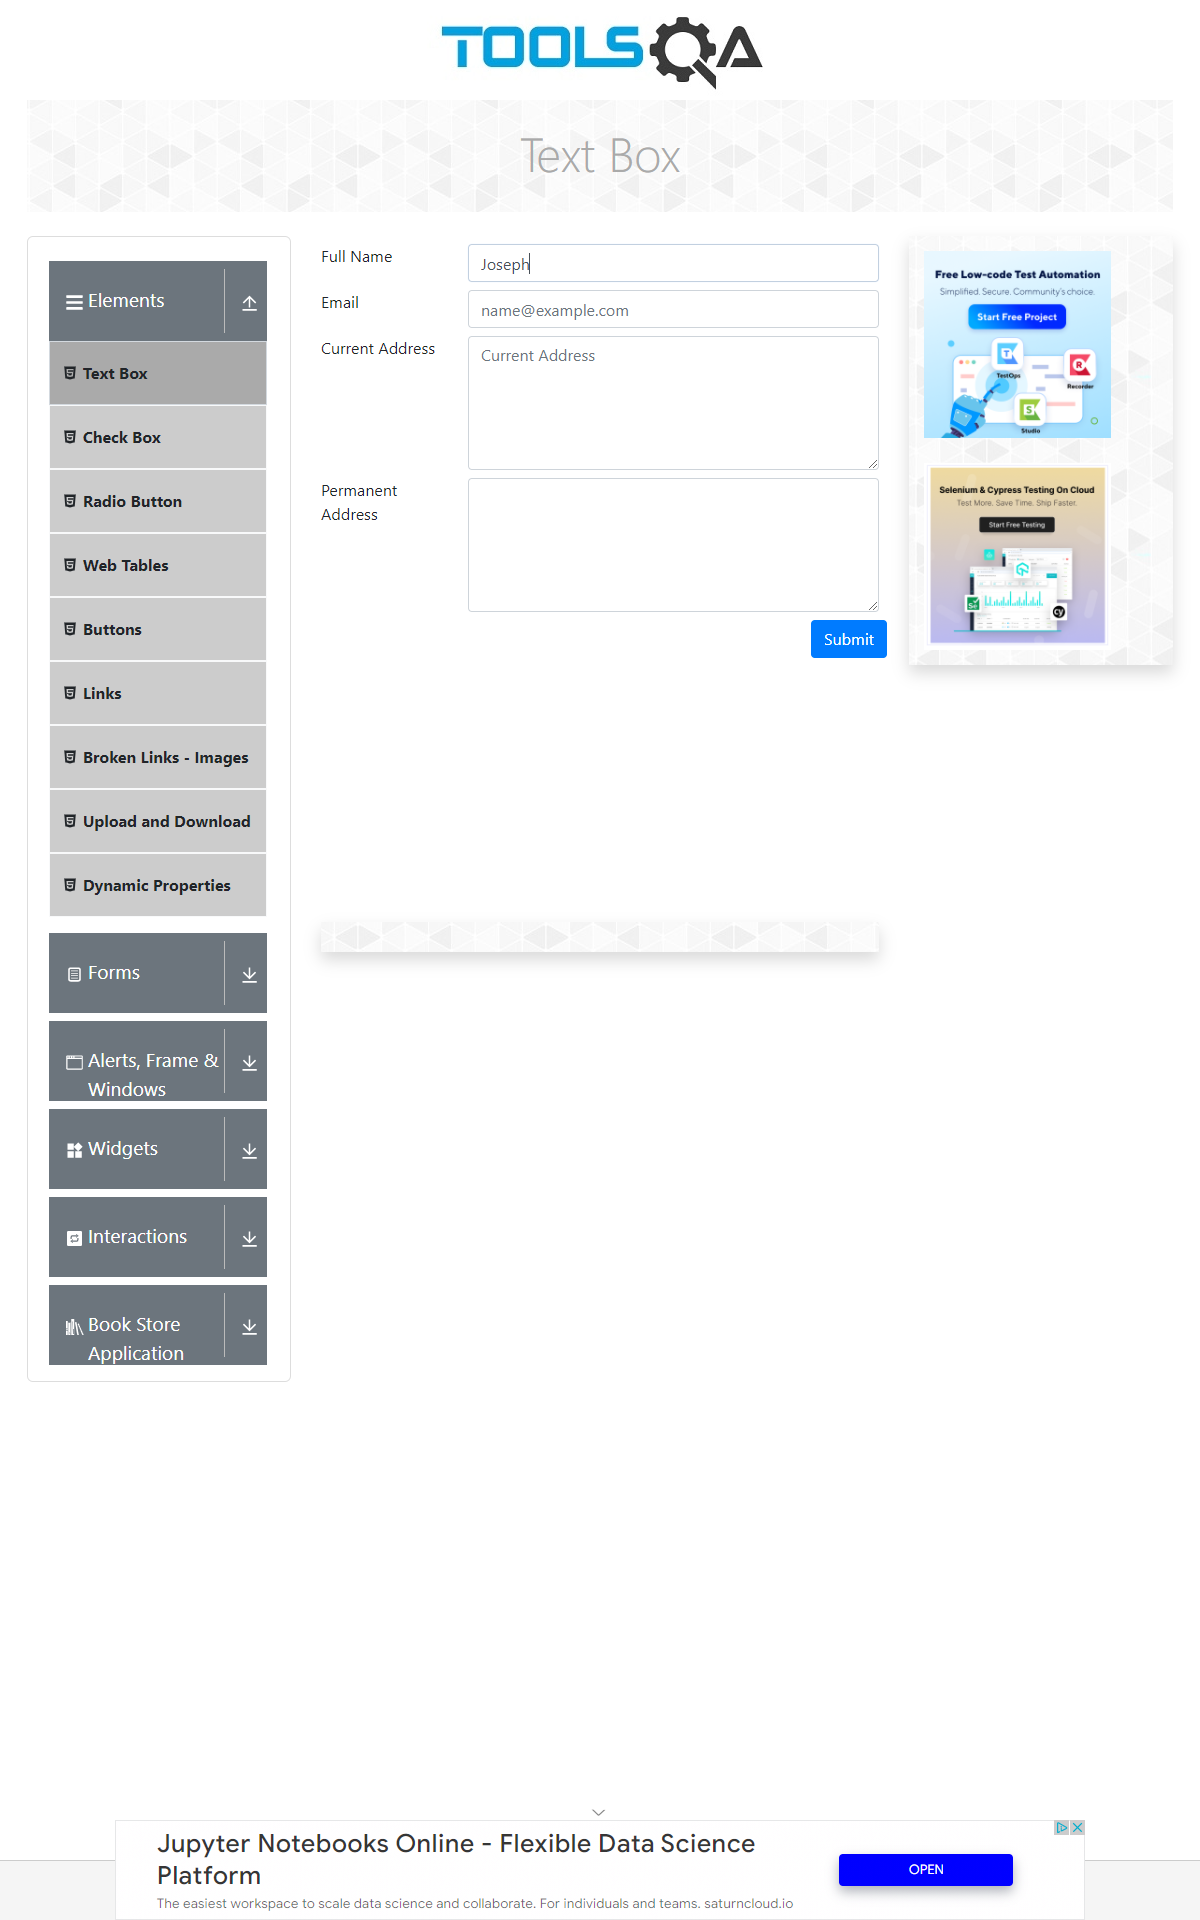 TOOLSQA
Text Box
Elements
Text Box
Check Box
Radio Button
Web Tables
Buttons
Links
Broken Links - Images
Upload and Download
Dynamic Properties
Forms
Alerts, Frame &
Windows
Widgets
Interactions
Book Store
Application
Full Name
Joseph
Email
name@example.com
Current Address
Current Address
Permanent
Address
Submit
Free Low-code Test Automation
Simplified. Secure. Community's choice.
Start Free Project
TestOps
Recorder
Studio
Selenium & Cypress Testing On Cloud
Test More. Save Time. Ship Faster.
Start Free Testing
Se
cy
Jupyter Notebooks Online - Flexible Data Science
Platform
The easiest workspace to scale data science and collaborate. For individuals and teams. saturncloud.io
OPEN